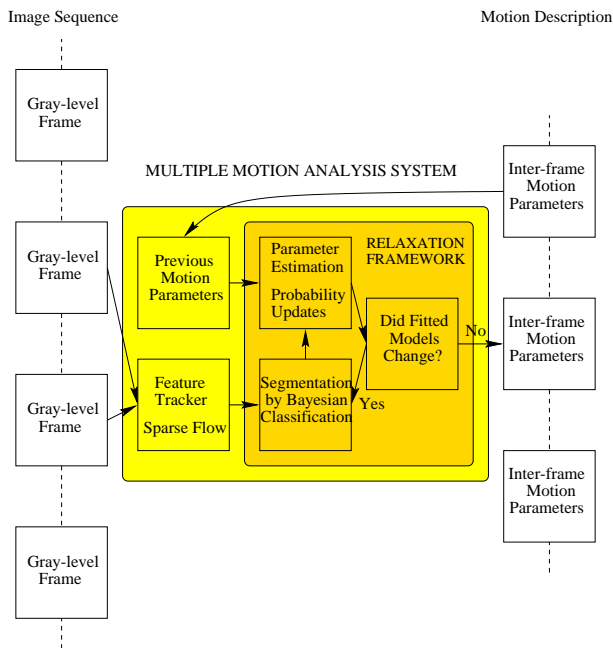 Image Sequence
Motion Description
Gray-level
Frame
MULTIPLE MOTION ANALYSIS SYSTEM
Inter-frame
Motion
Parameters
Gray-level
Frame
Previous
Motion
Parameters
Parameter
Estimation
Probability
Updates
RELAXATION
FRAMEWORK
Did Fitted
Models
Change?
No
Inter-frame
Motion
Parameters
Gray-level
Frame
Feature
Tracker
Sparse Flow
Segmentation
by Bayesian
Classification
Yes
Inter-frame
Motion
Parameters
Gray-level
Frame